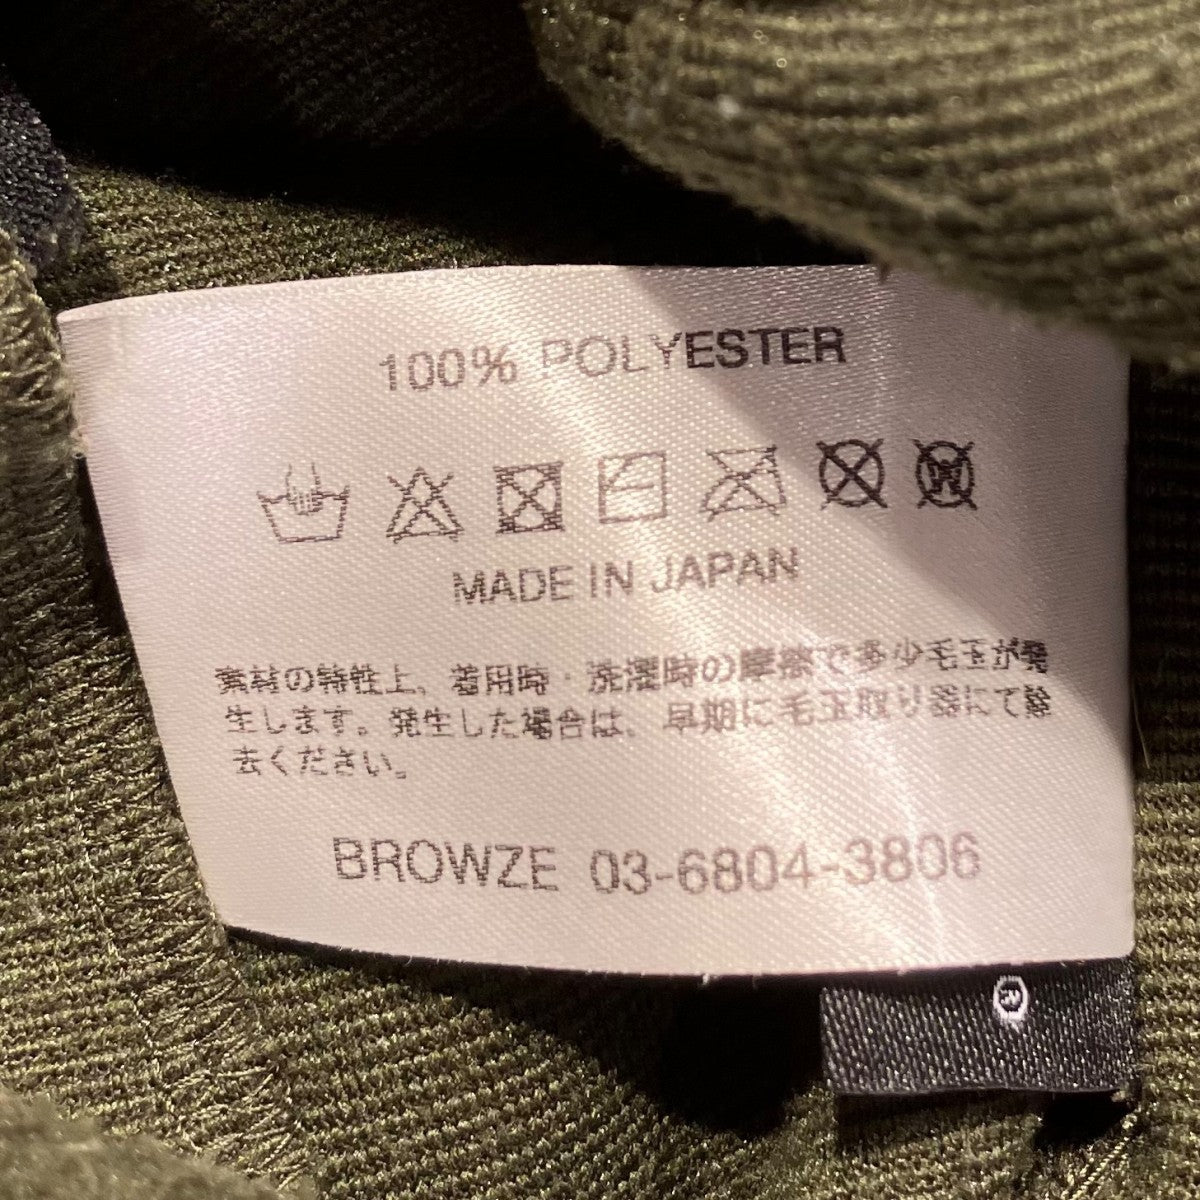 100% POLYESTER
MADE IN JAPAN
素材の特性上、着用時・洗濯時の摩擦で多少毛玉が発
生します。発生した場合は、早期に毛玉取り器にて除
去ください。
BROWZE 03-6804-3806
®